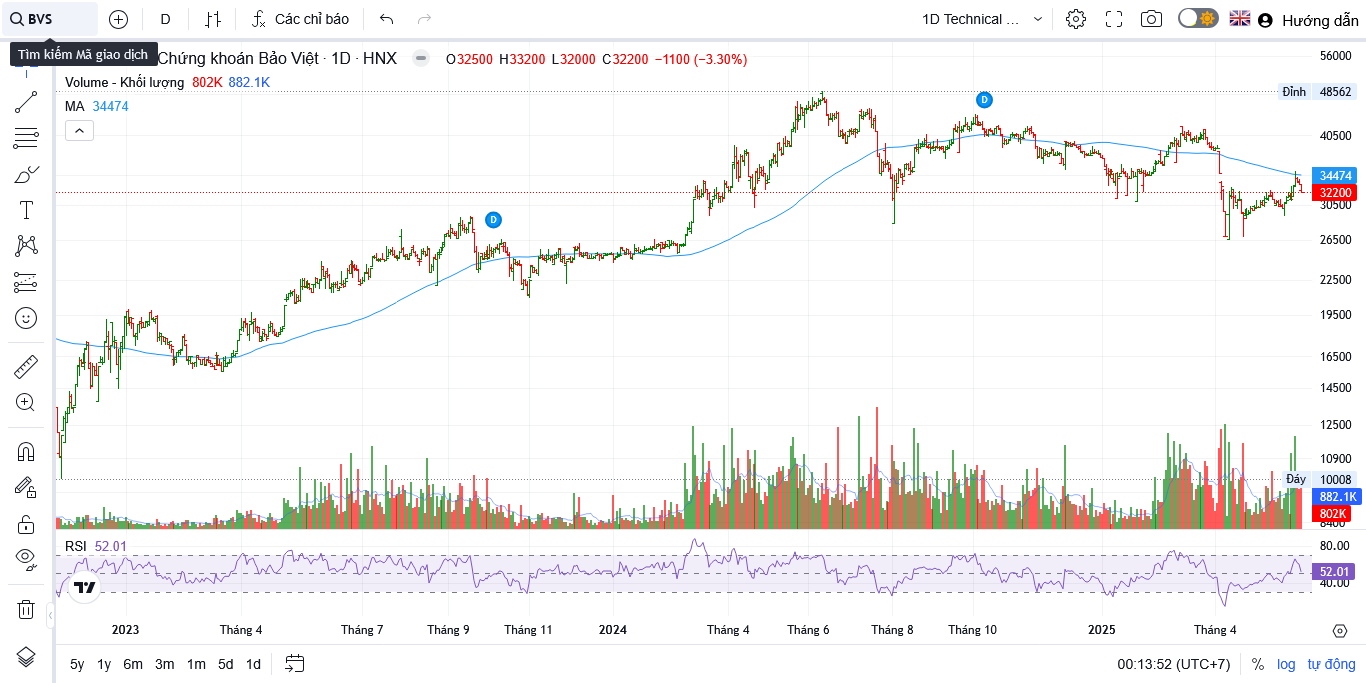 BVS
D
Các chỉ báo
1D Technical ...
Hướng dẫn
Tìm kiếm Mã giao dịch
Chứng khoán Bảo Việt · 1D · HNX
O32500 H33200 L32000 C32200 −1100 (−3.30%)
Volume - Khối lượng 802K 882.1K
MA 34474
D
D
56000
Đỉnh 48562
40500
34474
32200
30500
26500
22500
19500
16500
14500
12500
10900
Đáy 10008
882.1K
802K
8400
RSI 52.01
80.00
52.01
40.00
2023 Tháng 4 Tháng 7 Tháng 9 Tháng 11 2024 Tháng 4 Tháng 6 Tháng 8 Tháng 10 2025 Tháng 4
5y 1y 6m 3m 1m 5d 1d
00:13:52 (UTC+7) % log tự động